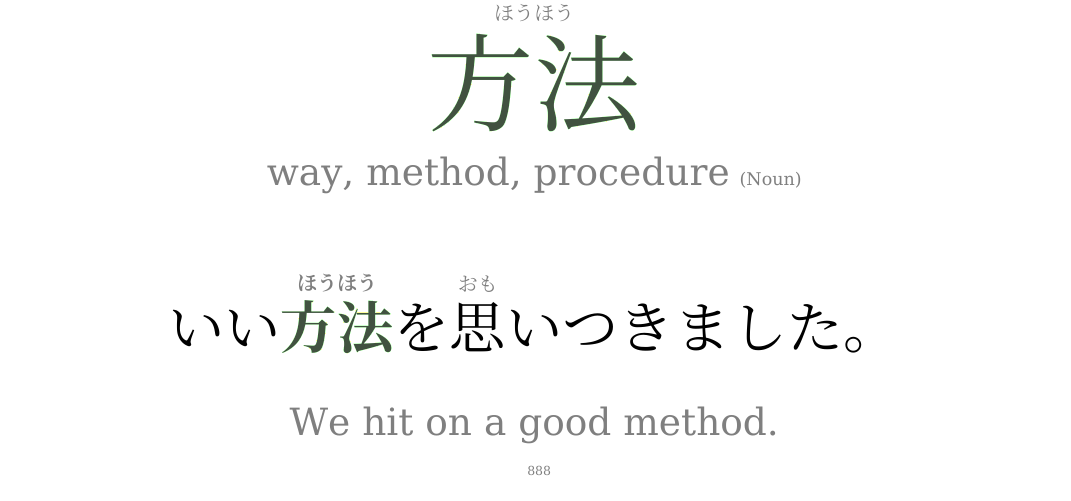 ほうほう
方法
way, method, procedure (Noun)
ほうほう おも
いい方法を思いつきました。
We hit on a good method.
888